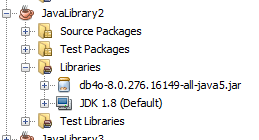 JavaLibrary2
Source Packages
Test Packages
Libraries
db4o-8.0.276.16149-all-java5.jar
JDK 1.8 (Default)
Test Libraries
JavaLibrary3